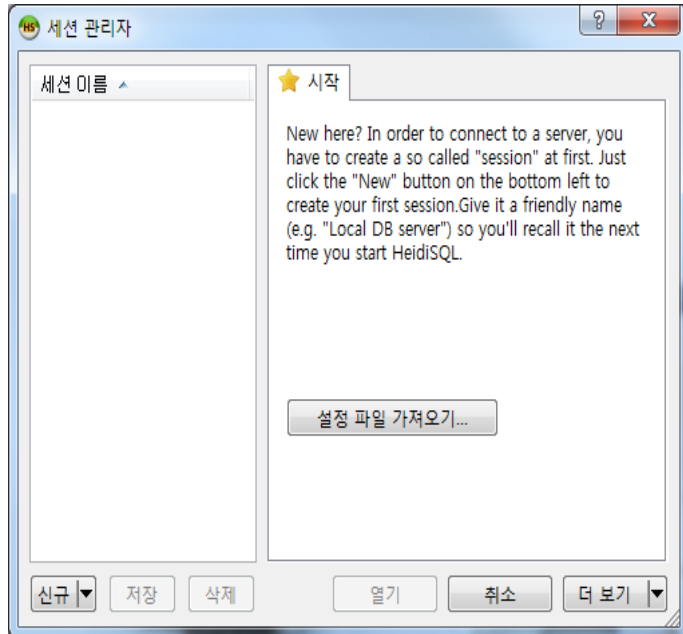 HS 세션 관리자
세션 이름
시작
New here? In order to connect to a server, you
have to create a so called "session" at first. Just
click the "New" button on the bottom left to
create your first session.Give it a friendly name
(e.g. "Local DB server") so you'll recall it the next
time you start HeidiSQL.
설정 파일 가져오기...
신규 저장 삭제 열기 취소 더 보기